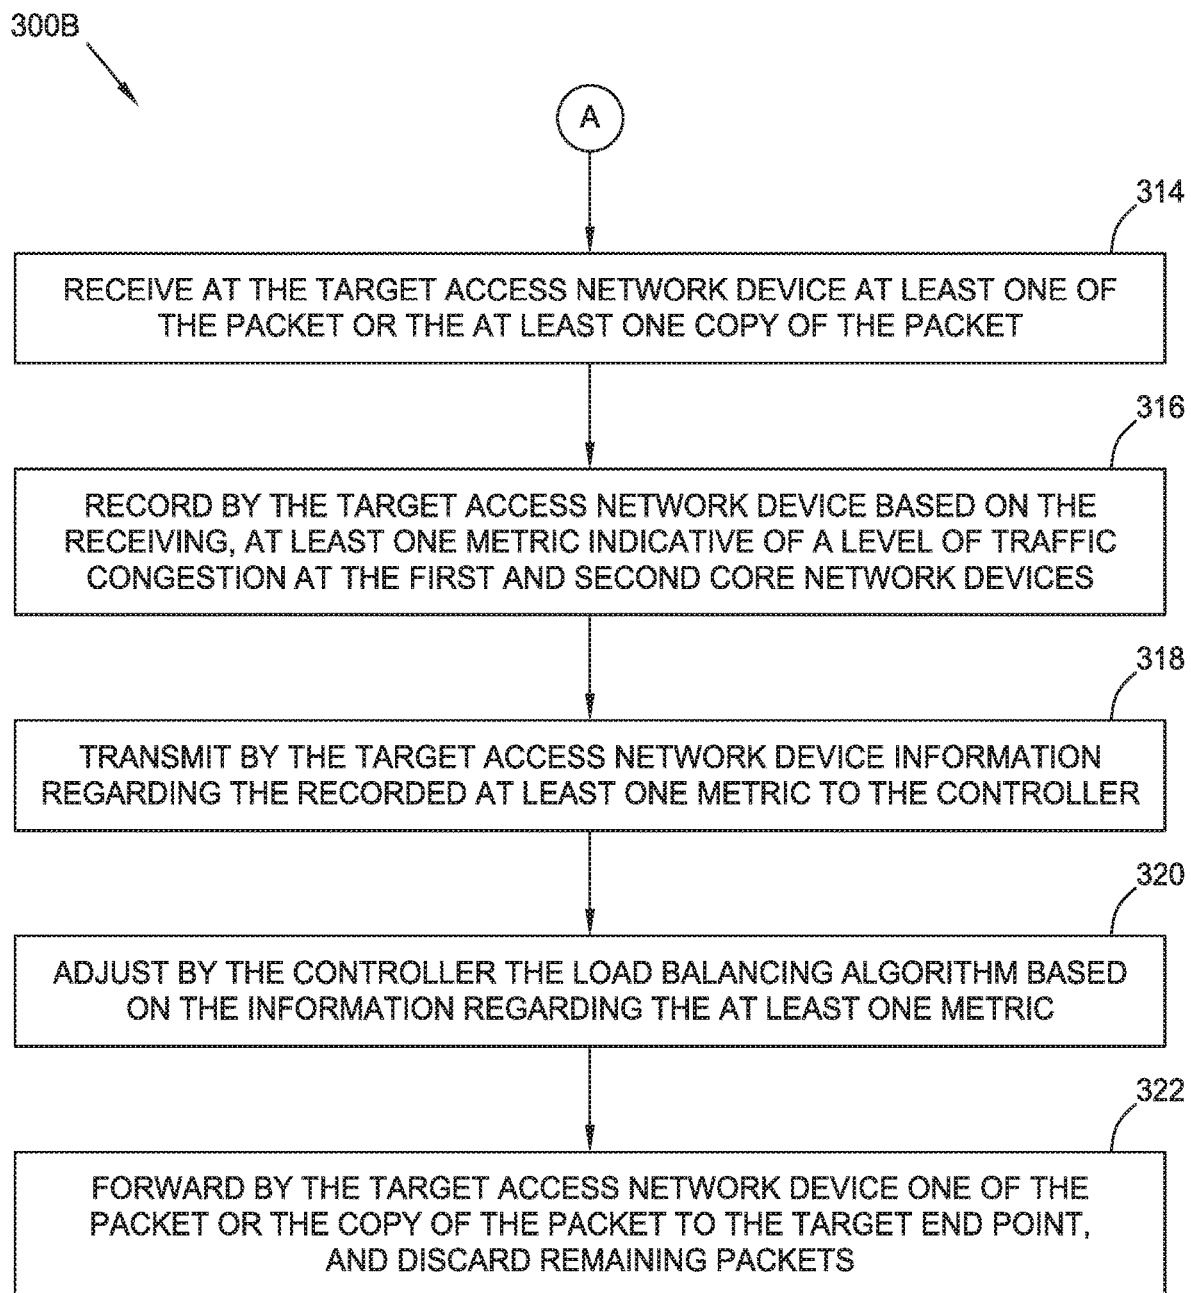 300B
A
314
RECEIVE AT THE TARGET ACCESS NETWORK DEVICE AT LEAST ONE OF
THE PACKET OR THE AT LEAST ONE COPY OF THE PACKET
316
RECORD BY THE TARGET ACCESS NETWORK DEVICE BASED ON THE
RECEIVING, AT LEAST ONE METRIC INDICATIVE OF A LEVEL OF TRAFFIC
CONGESTION AT THE FIRST AND SECOND CORE NETWORK DEVICES
318
TRANSMIT BY THE TARGET ACCESS NETWORK DEVICE INFORMATION
REGARDING THE RECORDED AT LEAST ONE METRIC TO THE CONTROLLER
320
ADJUST BY THE CONTROLLER THE LOAD BALANCING ALGORITHM BASED
ON THE INFORMATION REGARDING THE AT LEAST ONE METRIC
322
FORWARD BY THE TARGET ACCESS NETWORK DEVICE ONE OF THE
PACKET OR THE COPY OF THE PACKET TO THE TARGET END POINT,
AND DISCARD REMAINING PACKETS